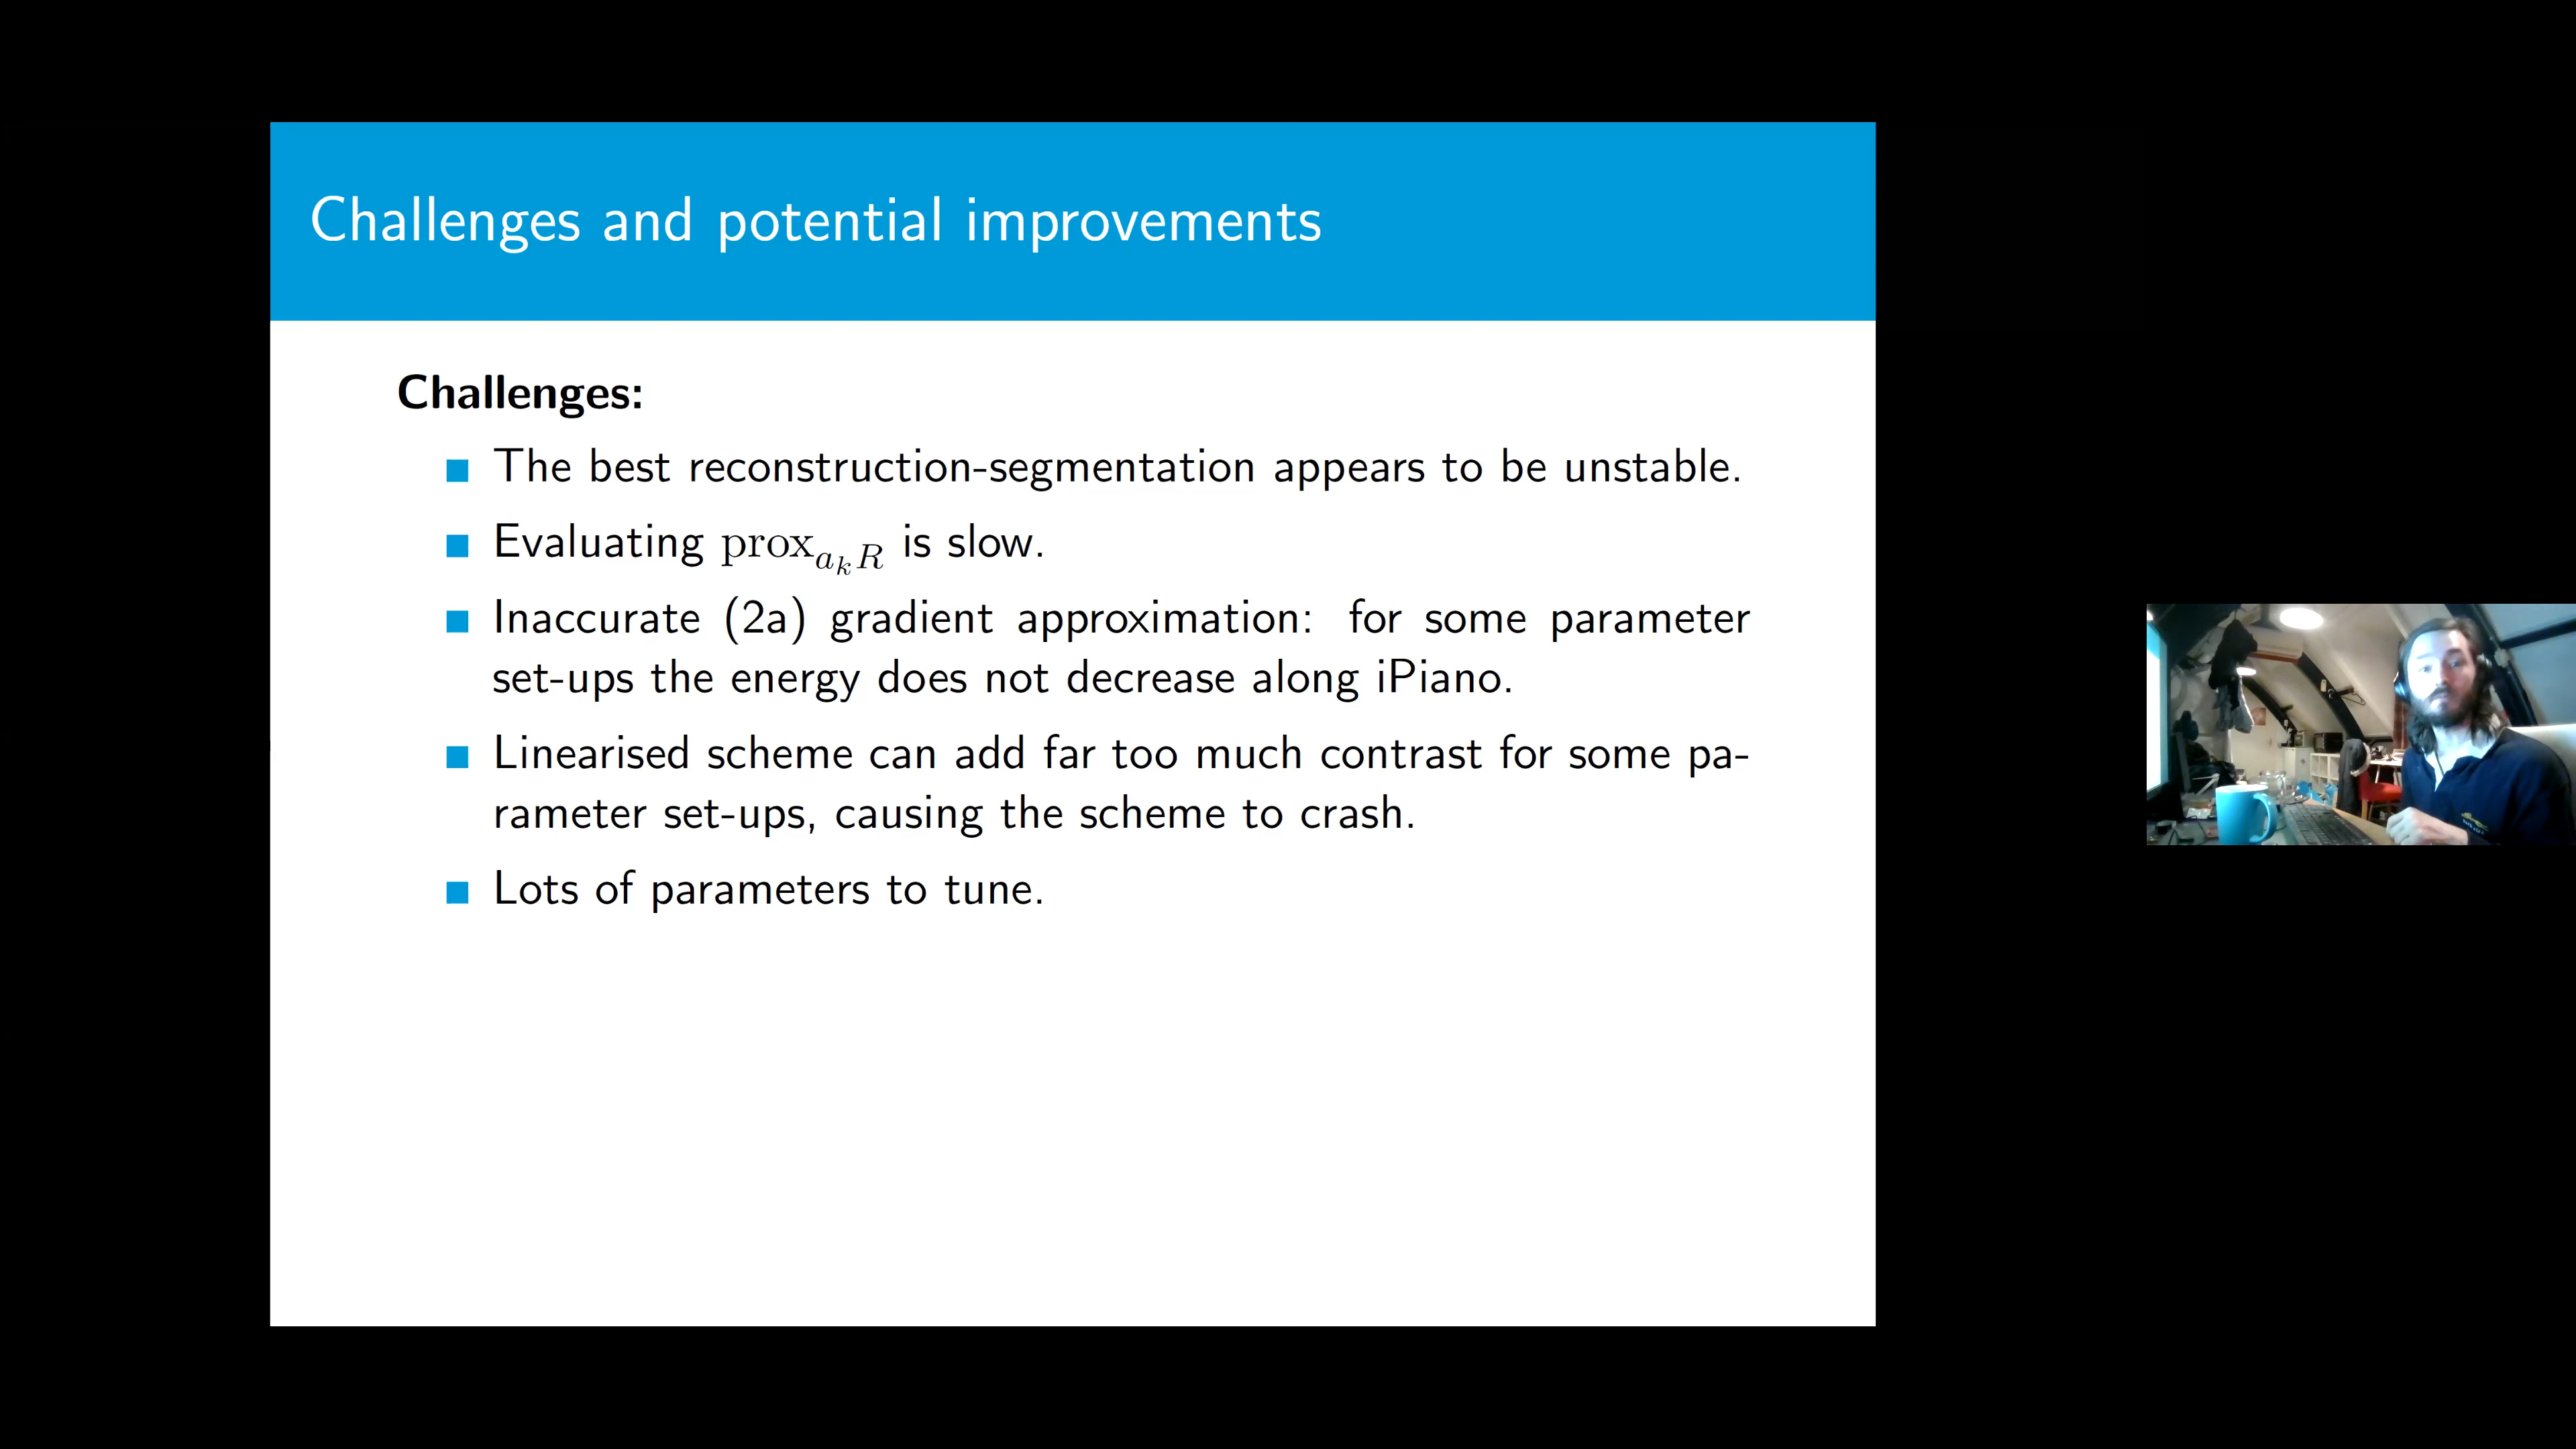 Challenges and potential improvements
Challenges:
The best reconstruction-segmentation appears to be unstable.
Evaluating prox_{a_k R} is slow.
Inaccurate (2a) gradient approximation: for some parameter
set-ups the energy does not decrease along iPiano.
Linearised scheme can add far too much contrast for some pa-
rameter set-ups, causing the scheme to crash.
Lots of parameters to tune.